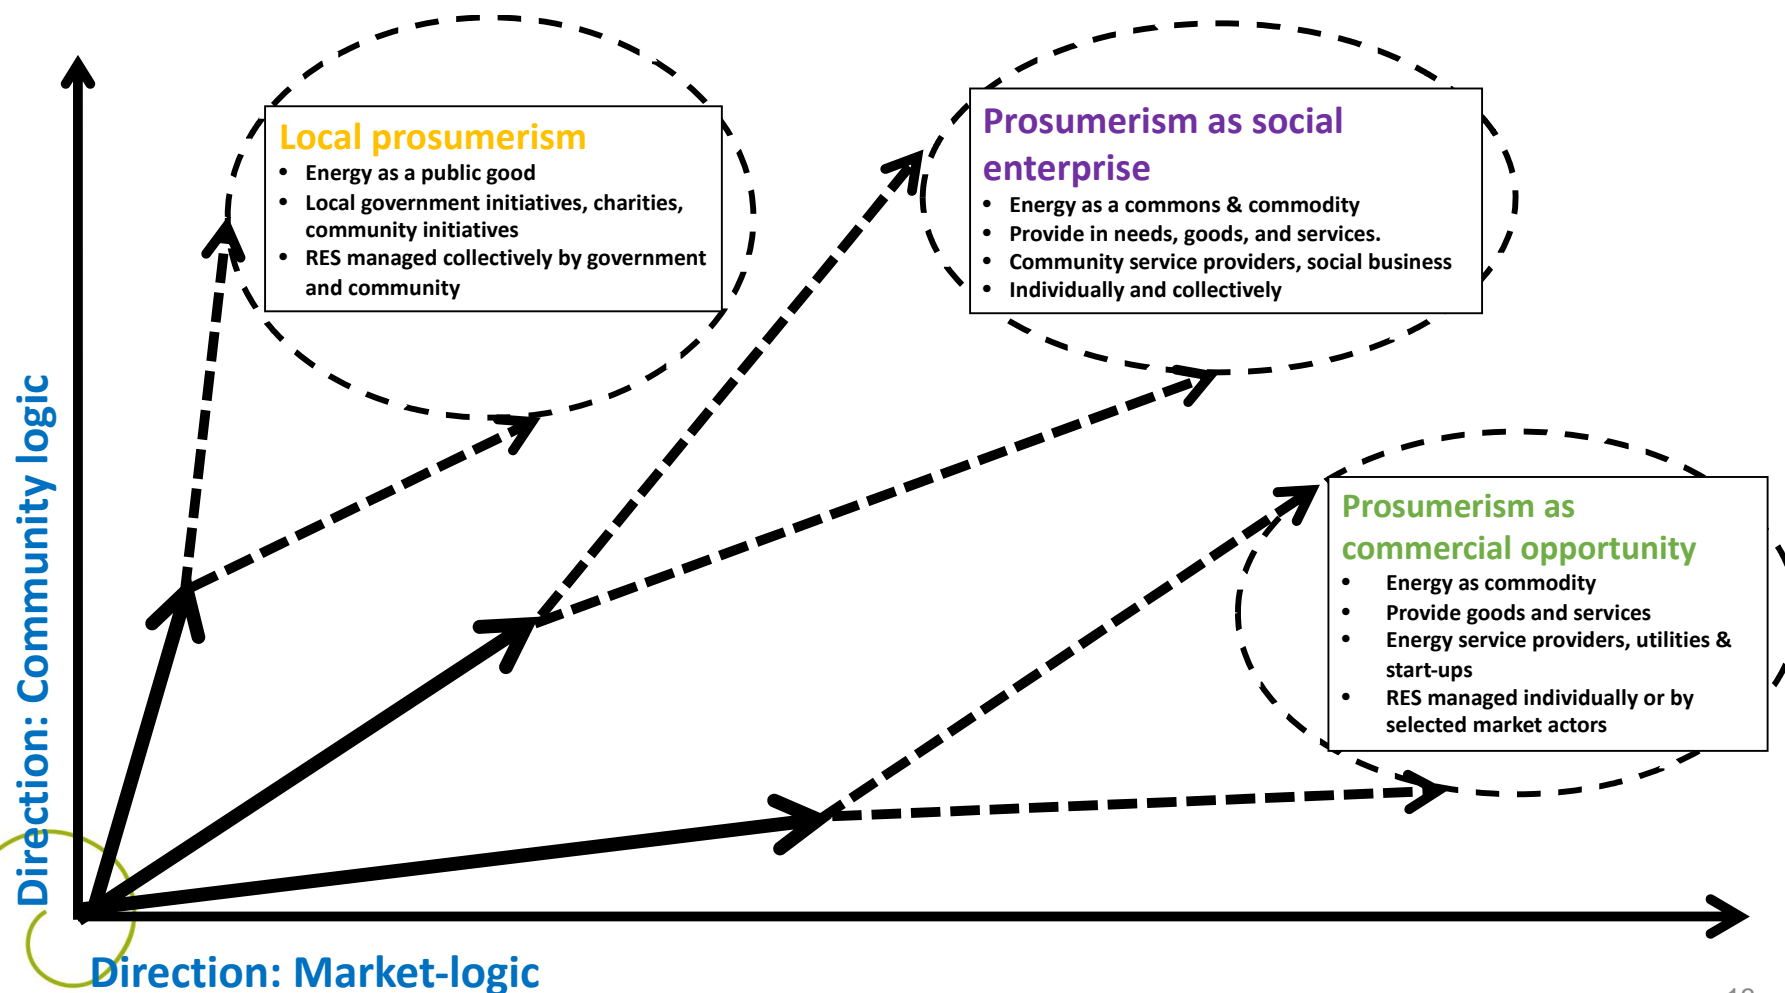 Local prosumerism
• Energy as a public good
• Local government initiatives, charities,
community initiatives
• RES managed collectively by government
and community
Prosumerism as social
enterprise
• Energy as a commons & commodity
• Provide in needs, goods, and services.
• Community service providers, social business
• Individually and collectively
Prosumerism as
commercial opportunity
• Energy as commodity
• Provide goods and services
• Energy service providers, utilities &
start-ups
• RES managed individually or by
selected market actors
Direction: Community logic
Direction: Market-logic